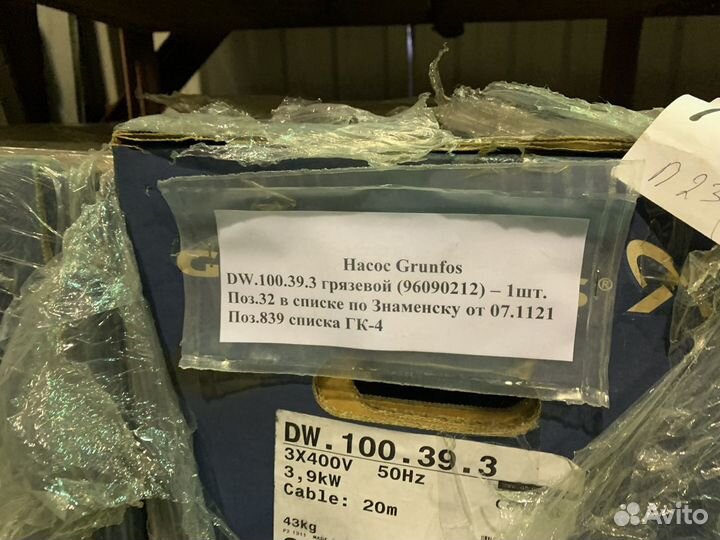 Насос Grunfos
DW.100.39.3 грязевой (96090212) – 1шт.
Поз.32 в списке по Знаменску от 07.1121
Поз.839 списка ГК-4
п 23
DW.100.39.3
3X400V 50Hz
3,9kW
Cable: 20m
43kg
Avito